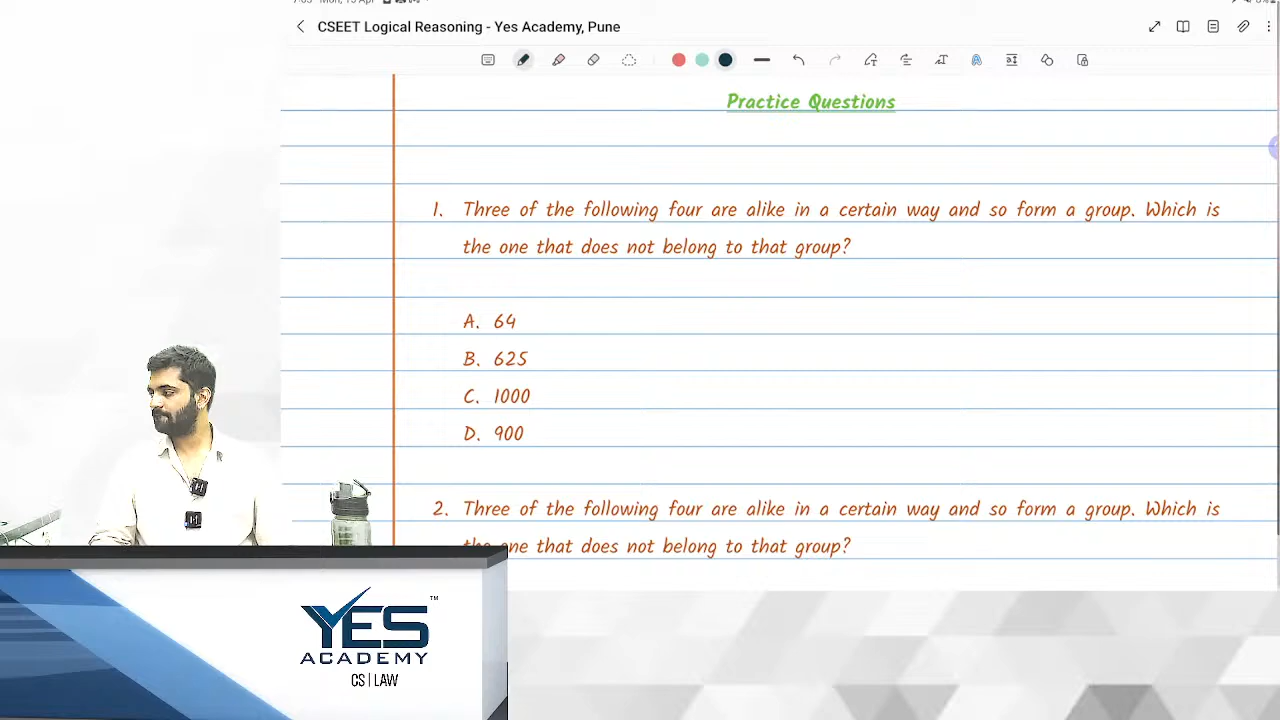 CSEET Logical Reasoning - Yes Academy, Pune
Practice Questions
1. Three of the following four are alike in a certain way and so form a group. Which is
the one that does not belong to that group?
A. 64
B. 625
C. 1000
D. 900
2. Three of the following four are alike in a certain way and so form a group. Which is
the one that does not belong to that group?
YES™
ACADEMY
CS | LAW